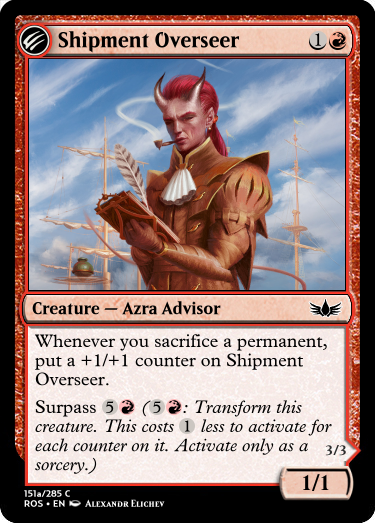 Shipment Overseer 1
Creature — Azra Advisor
Whenever you sacrifice a permanent,
put a +1/+1 counter on Shipment
Overseer.
Surpass 5 (5: Transform this
creature. This costs 1 less to activate for
each counter on it. Activate only as a
sorcery.)
3/3
1/1
151a/285 C
ROS • EN Alexandr Elichev